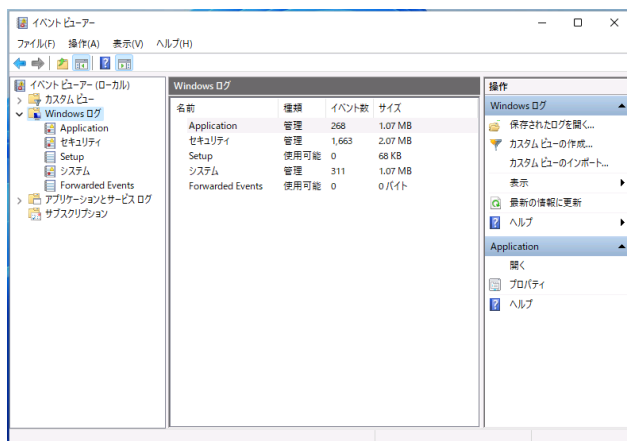 イベント ビューアー
ファイル(F) 操作(A) 表示(V) ヘルプ(H)
イベント ビューアー (ローカル)
カスタム ビュー
Windows ログ
Application
セキュリティ
Setup
システム
Forwarded Events
アプリケーションとサービス ログ
サブスクリプション
Windows ログ
名前 種類 イベント数 サイズ
Application 管理 268 1.07 MB
セキュリティ 管理 1,663 2.07 MB
Setup 使用可能 0 68 KB
システム 管理 311 1.07 MB
Forwarded Events 使用可能 0 0 バイト
操作
Windows ログ
保存されたログを開く...
カスタム ビューの作成...
カスタム ビューのインポート...
表示
最新の情報に更新
ヘルプ
Application
開く
プロパティ
ヘルプ